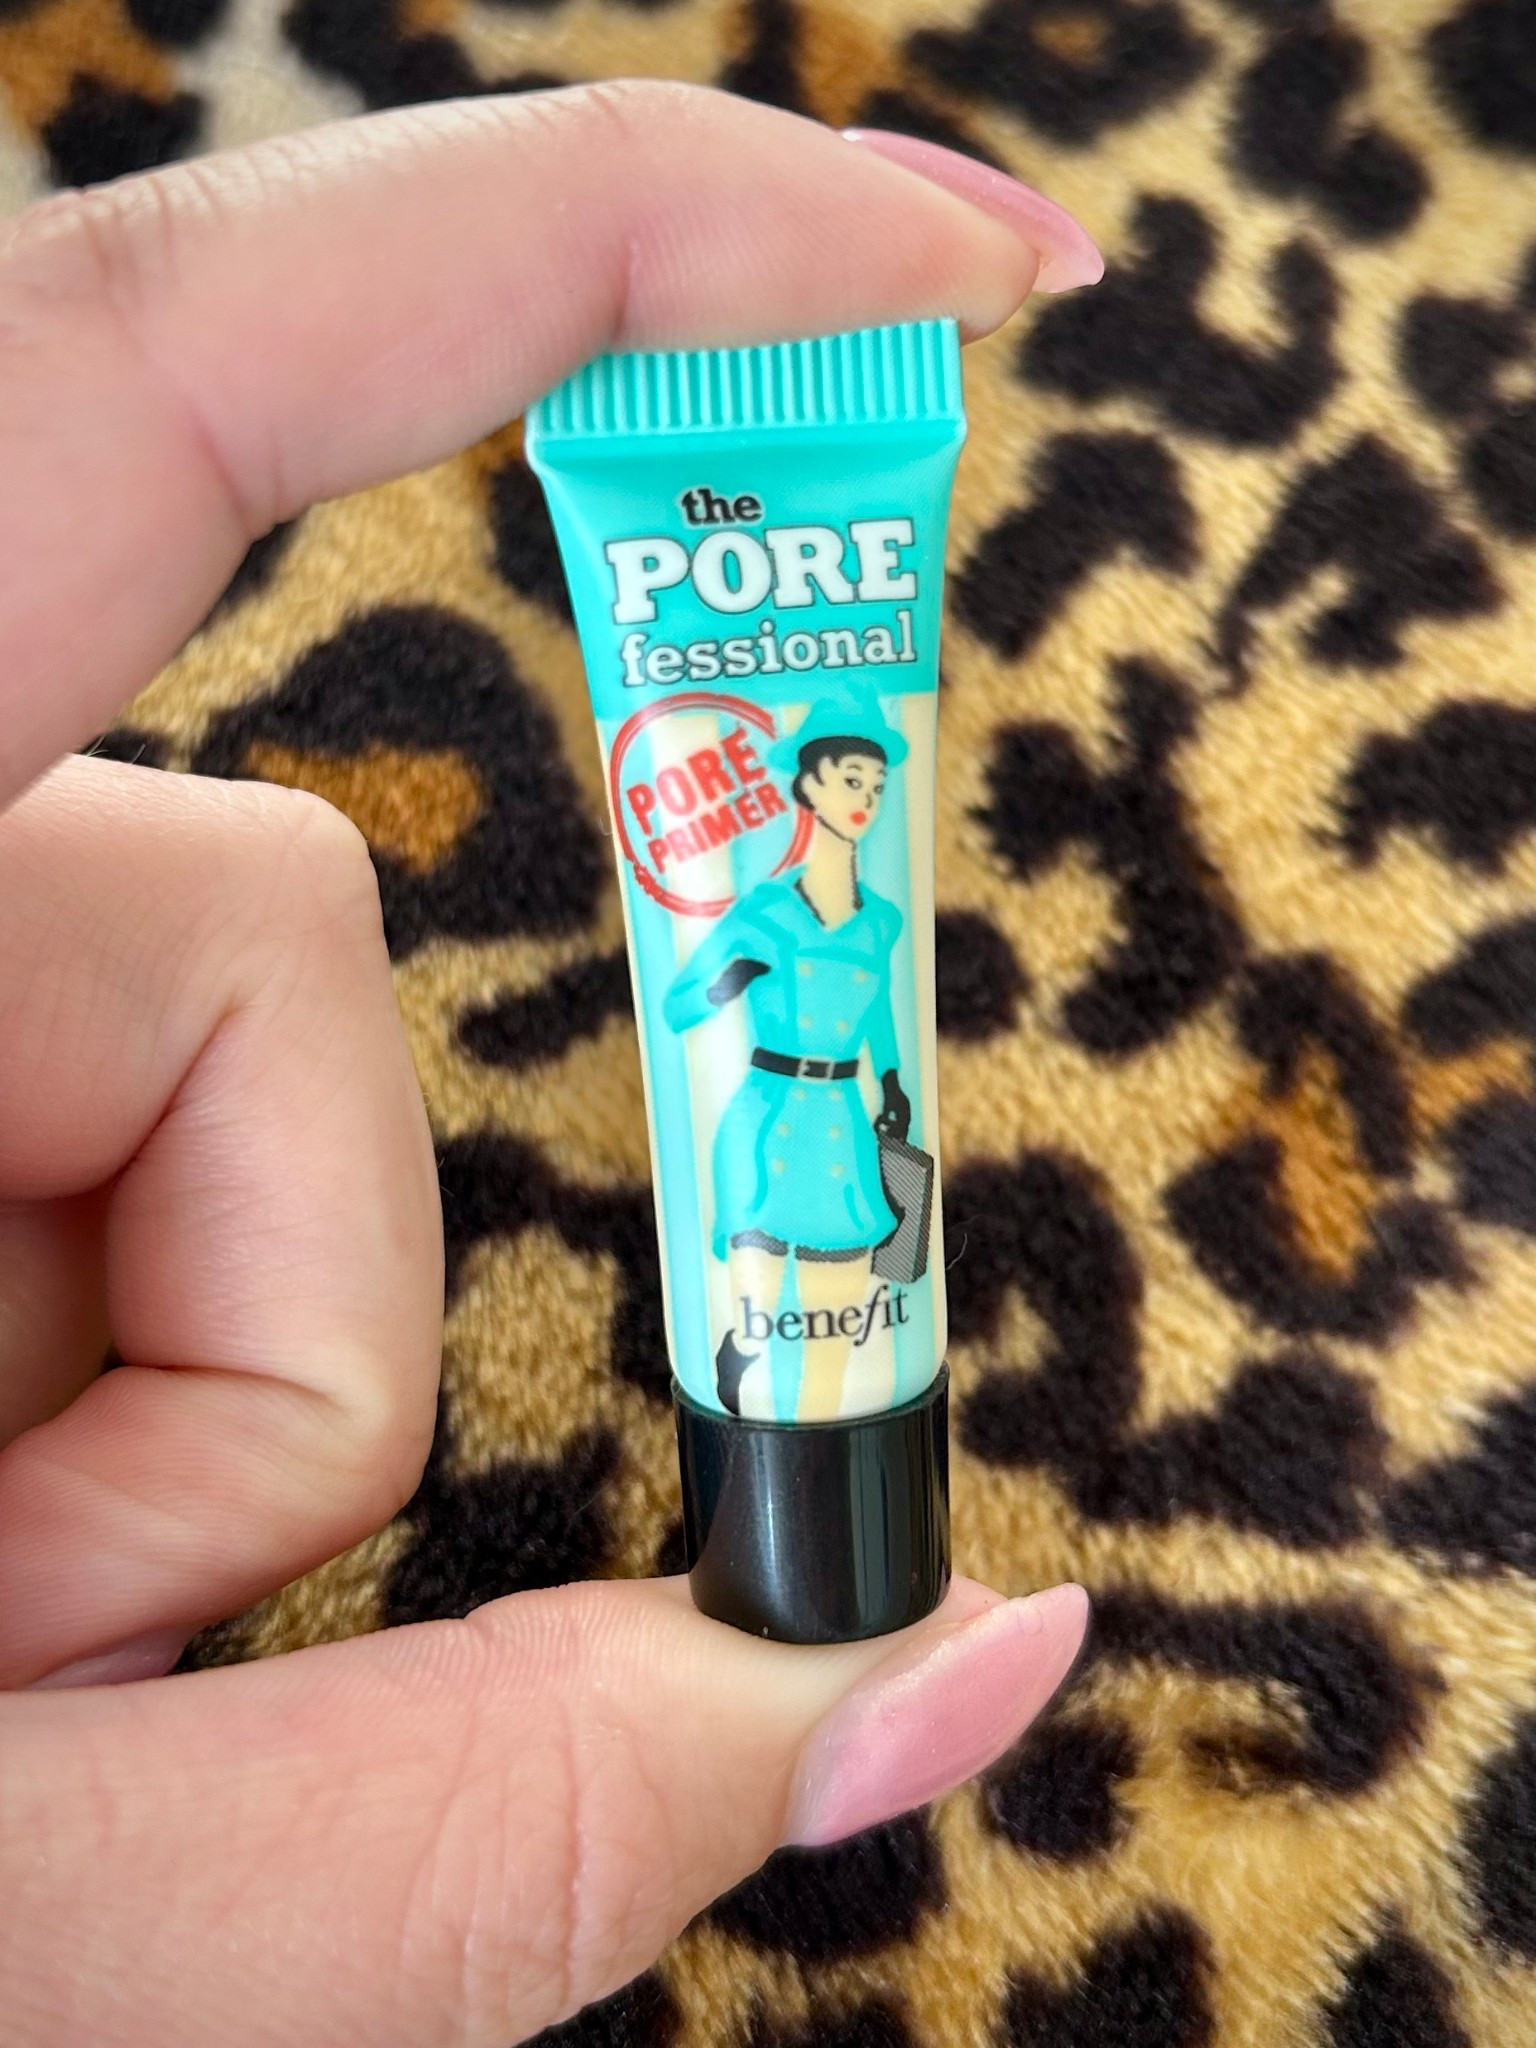 the
PORE
fessional
PORE
PRIMER
benefit